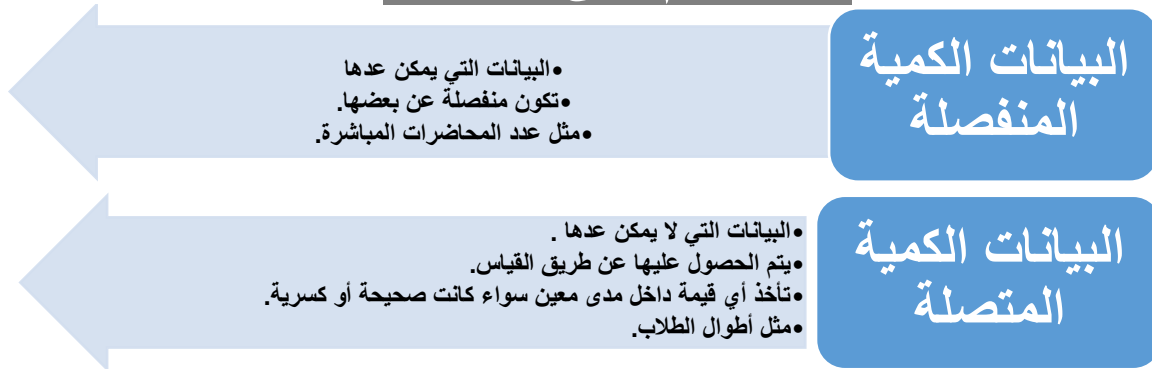 البيانات الكمية
المنفصلة
•البيانات التي يمكن عدها
•تكون منفصلة عن بعضها.
•مثل عدد المحاضرات المباشرة.
البيانات الكمية
المتصلة
•البيانات التي لا يمكن عدها .
•يتم الحصول عليها عن طريق القياس.
•تأخذ أي قيمة داخل مدى معين سواء كانت صحيحة أو كسرية.
•مثل أطوال الطلاب.